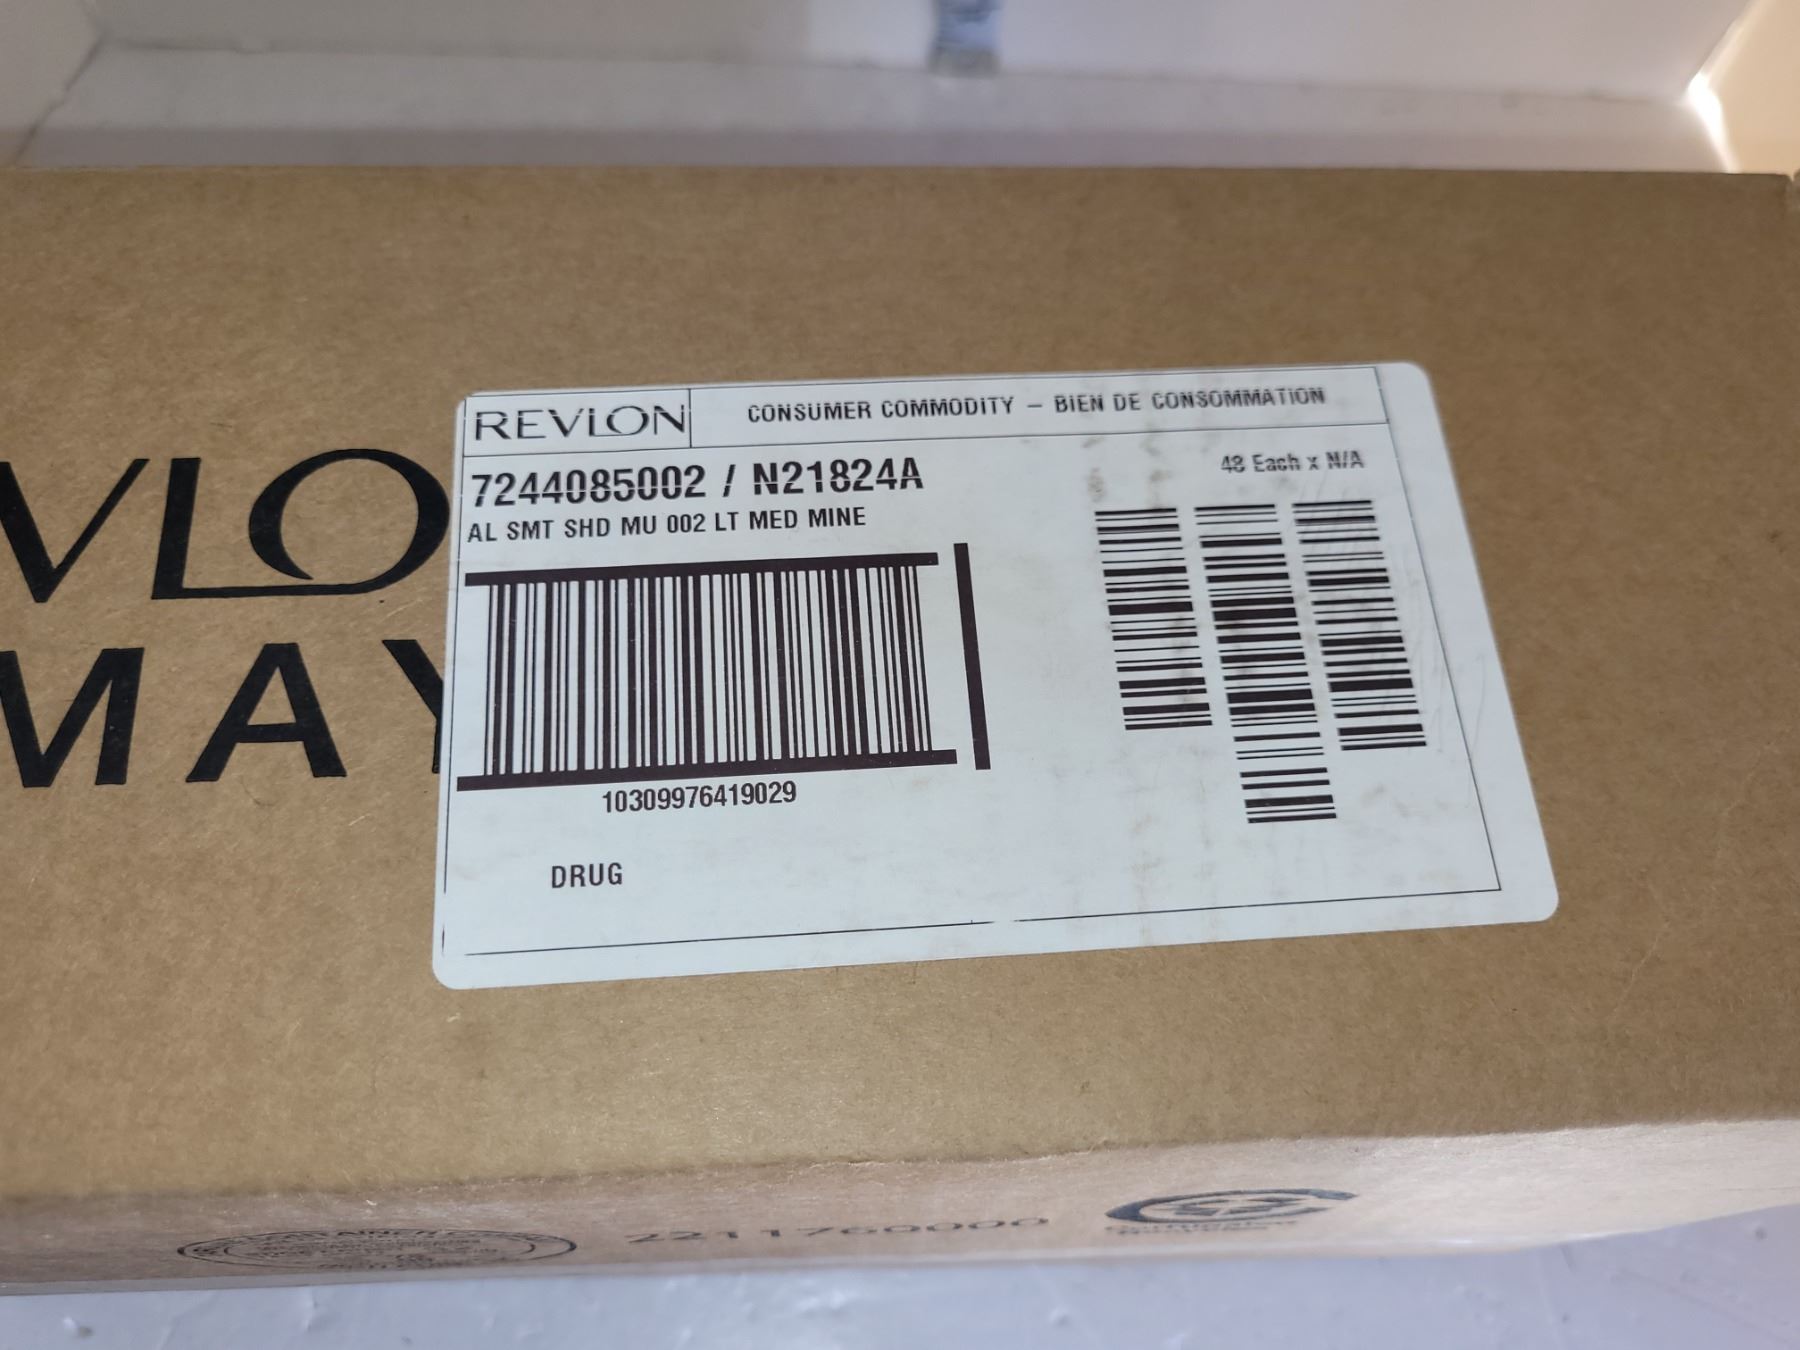 VLO
MAY
REVLON
CONSUMER COMMODITY – BIEN DE CONSOMMATION
7244085002 / N21824A
48 Each x N/A
AL SMT SHD MU 002 LT MED MINE
10309976419029
DRUG
2211760000